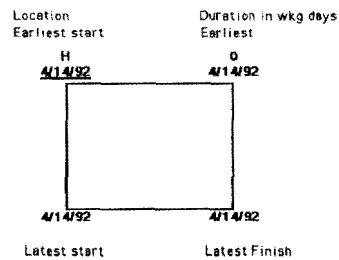 Location Duration in wkg days
Earliest start Earliest
H 0
4/14/92 4/14/92
4/14/92 4/14/92
Latest start Latest Finish